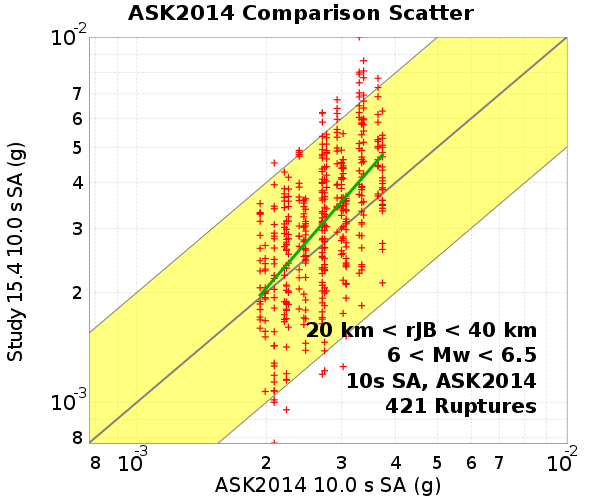 ASK2014 Comparison Scatter
10-2
7
6
5
4
3
2
10-3
8
Study 15.4 10.0 s SA (g)
20 km < rJB < 40 km
6 < Mw < 6.5
10s SA, ASK2014
421 Ruptures
8 10-3 2 3 4 5 6 7 10-2
ASK2014 10.0 s SA (g)